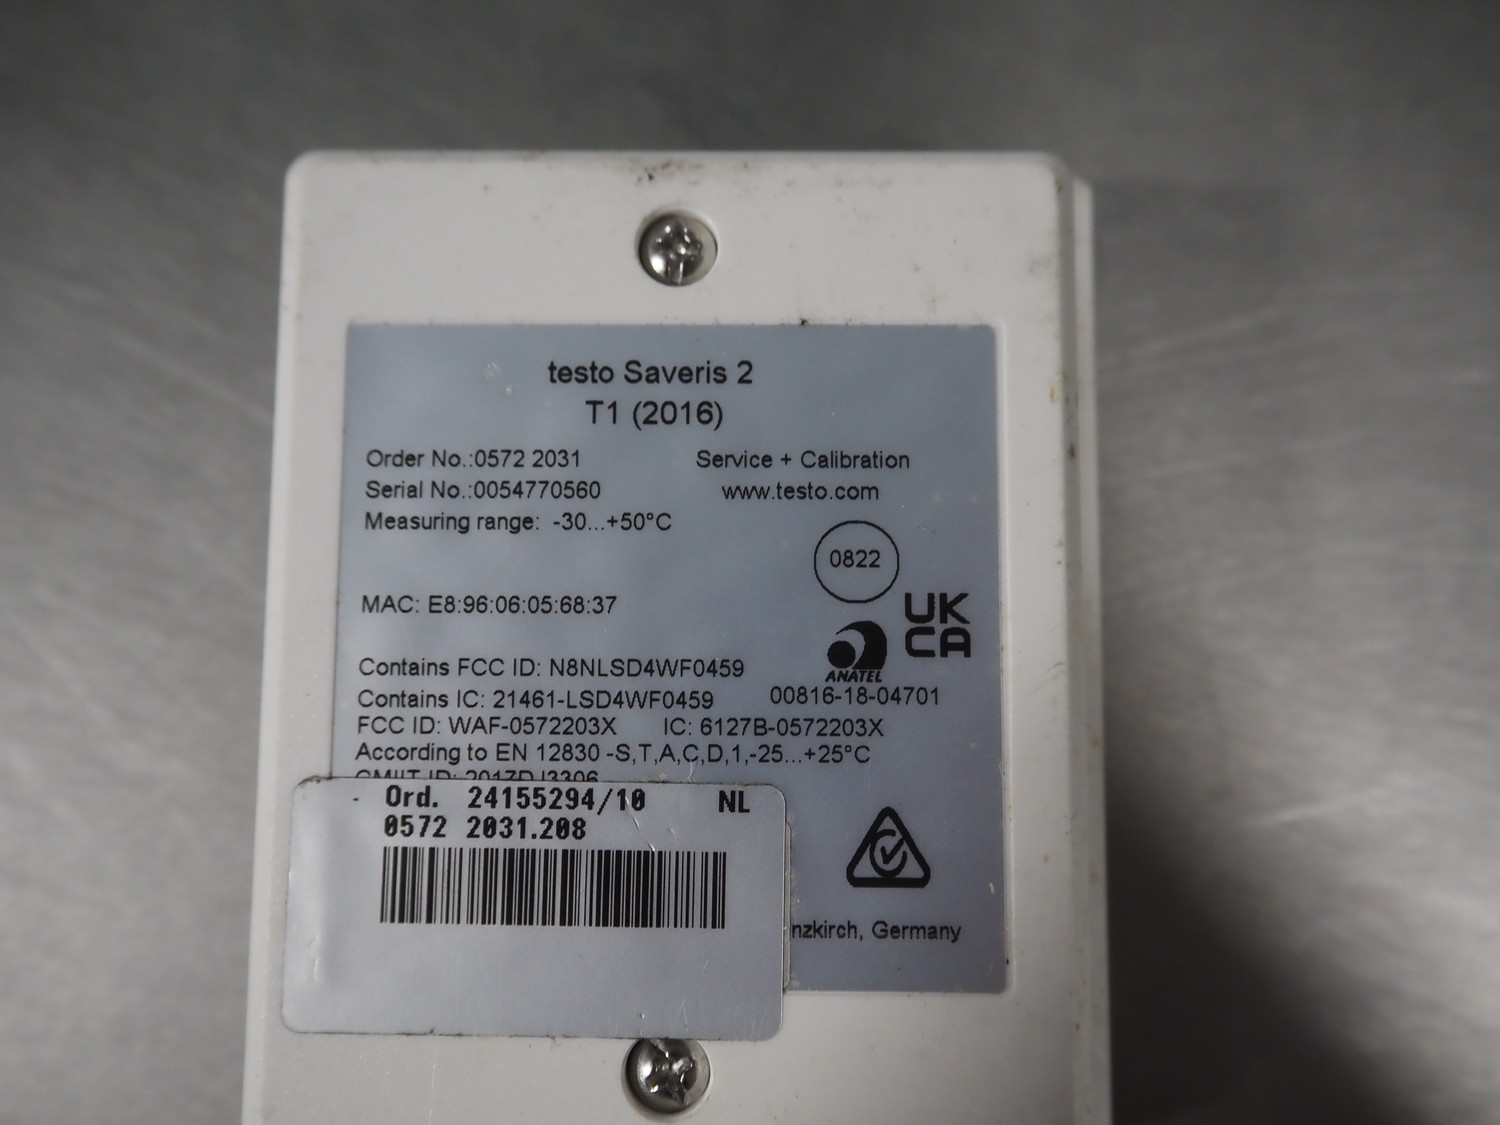 testo Saveris 2
T1 (2016)
Order No.:0572 2031
Serial No.:0054770560
Measuring range: -30...+50°C
Service + Calibration
www.testo.com
0822
MAC: E8:96:06:05:68:37
UK
CA
ANATEL
Contains FCC ID: N8NLSD4WF0459
Contains IC: 21461-LSD4WF0459 00816-18-04701
FCC ID: WAF-0572203X IC: 6127B-0572203X
According to EN 12830 -S,T,A,C,D,1,-25...+25°C
CMIIT ID: 2017DJ3306
Ord. 24155294/10 NL
0572 2031.208
nzkirch, Germany